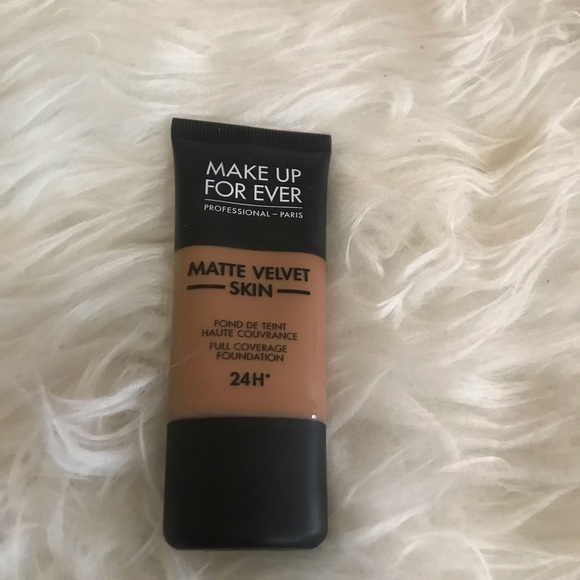 MAKE UP
FOR EVER
PROFESSIONAL – PARIS
MATTE VELVET
SKIN
FOND DE TEINT
HAUTE COUVRANCE
FULL COVERAGE
FOUNDATION
24H*